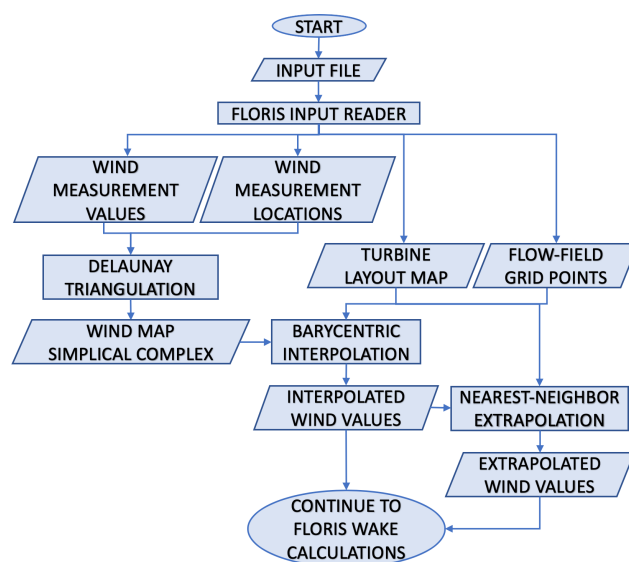 START
INPUT FILE
FLORIS INPUT READER
WIND
MEASUREMENT
VALUES
WIND
MEASUREMENT
LOCATIONS
DELAUNAY
TRIANGULATION
TURBINE
LAYOUT MAP
FLOW-FIELD
GRID POINTS
WIND MAP
SIMPLICAL COMPLEX
BARYCENTRIC
INTERPOLATION
INTERPOLATED
WIND VALUES
NEAREST-NEIGHBOR
EXTRAPOLATION
EXTRAPOLATED
WIND VALUES
CONTINUE TO
FLORIS WAKE
CALCULATIONS